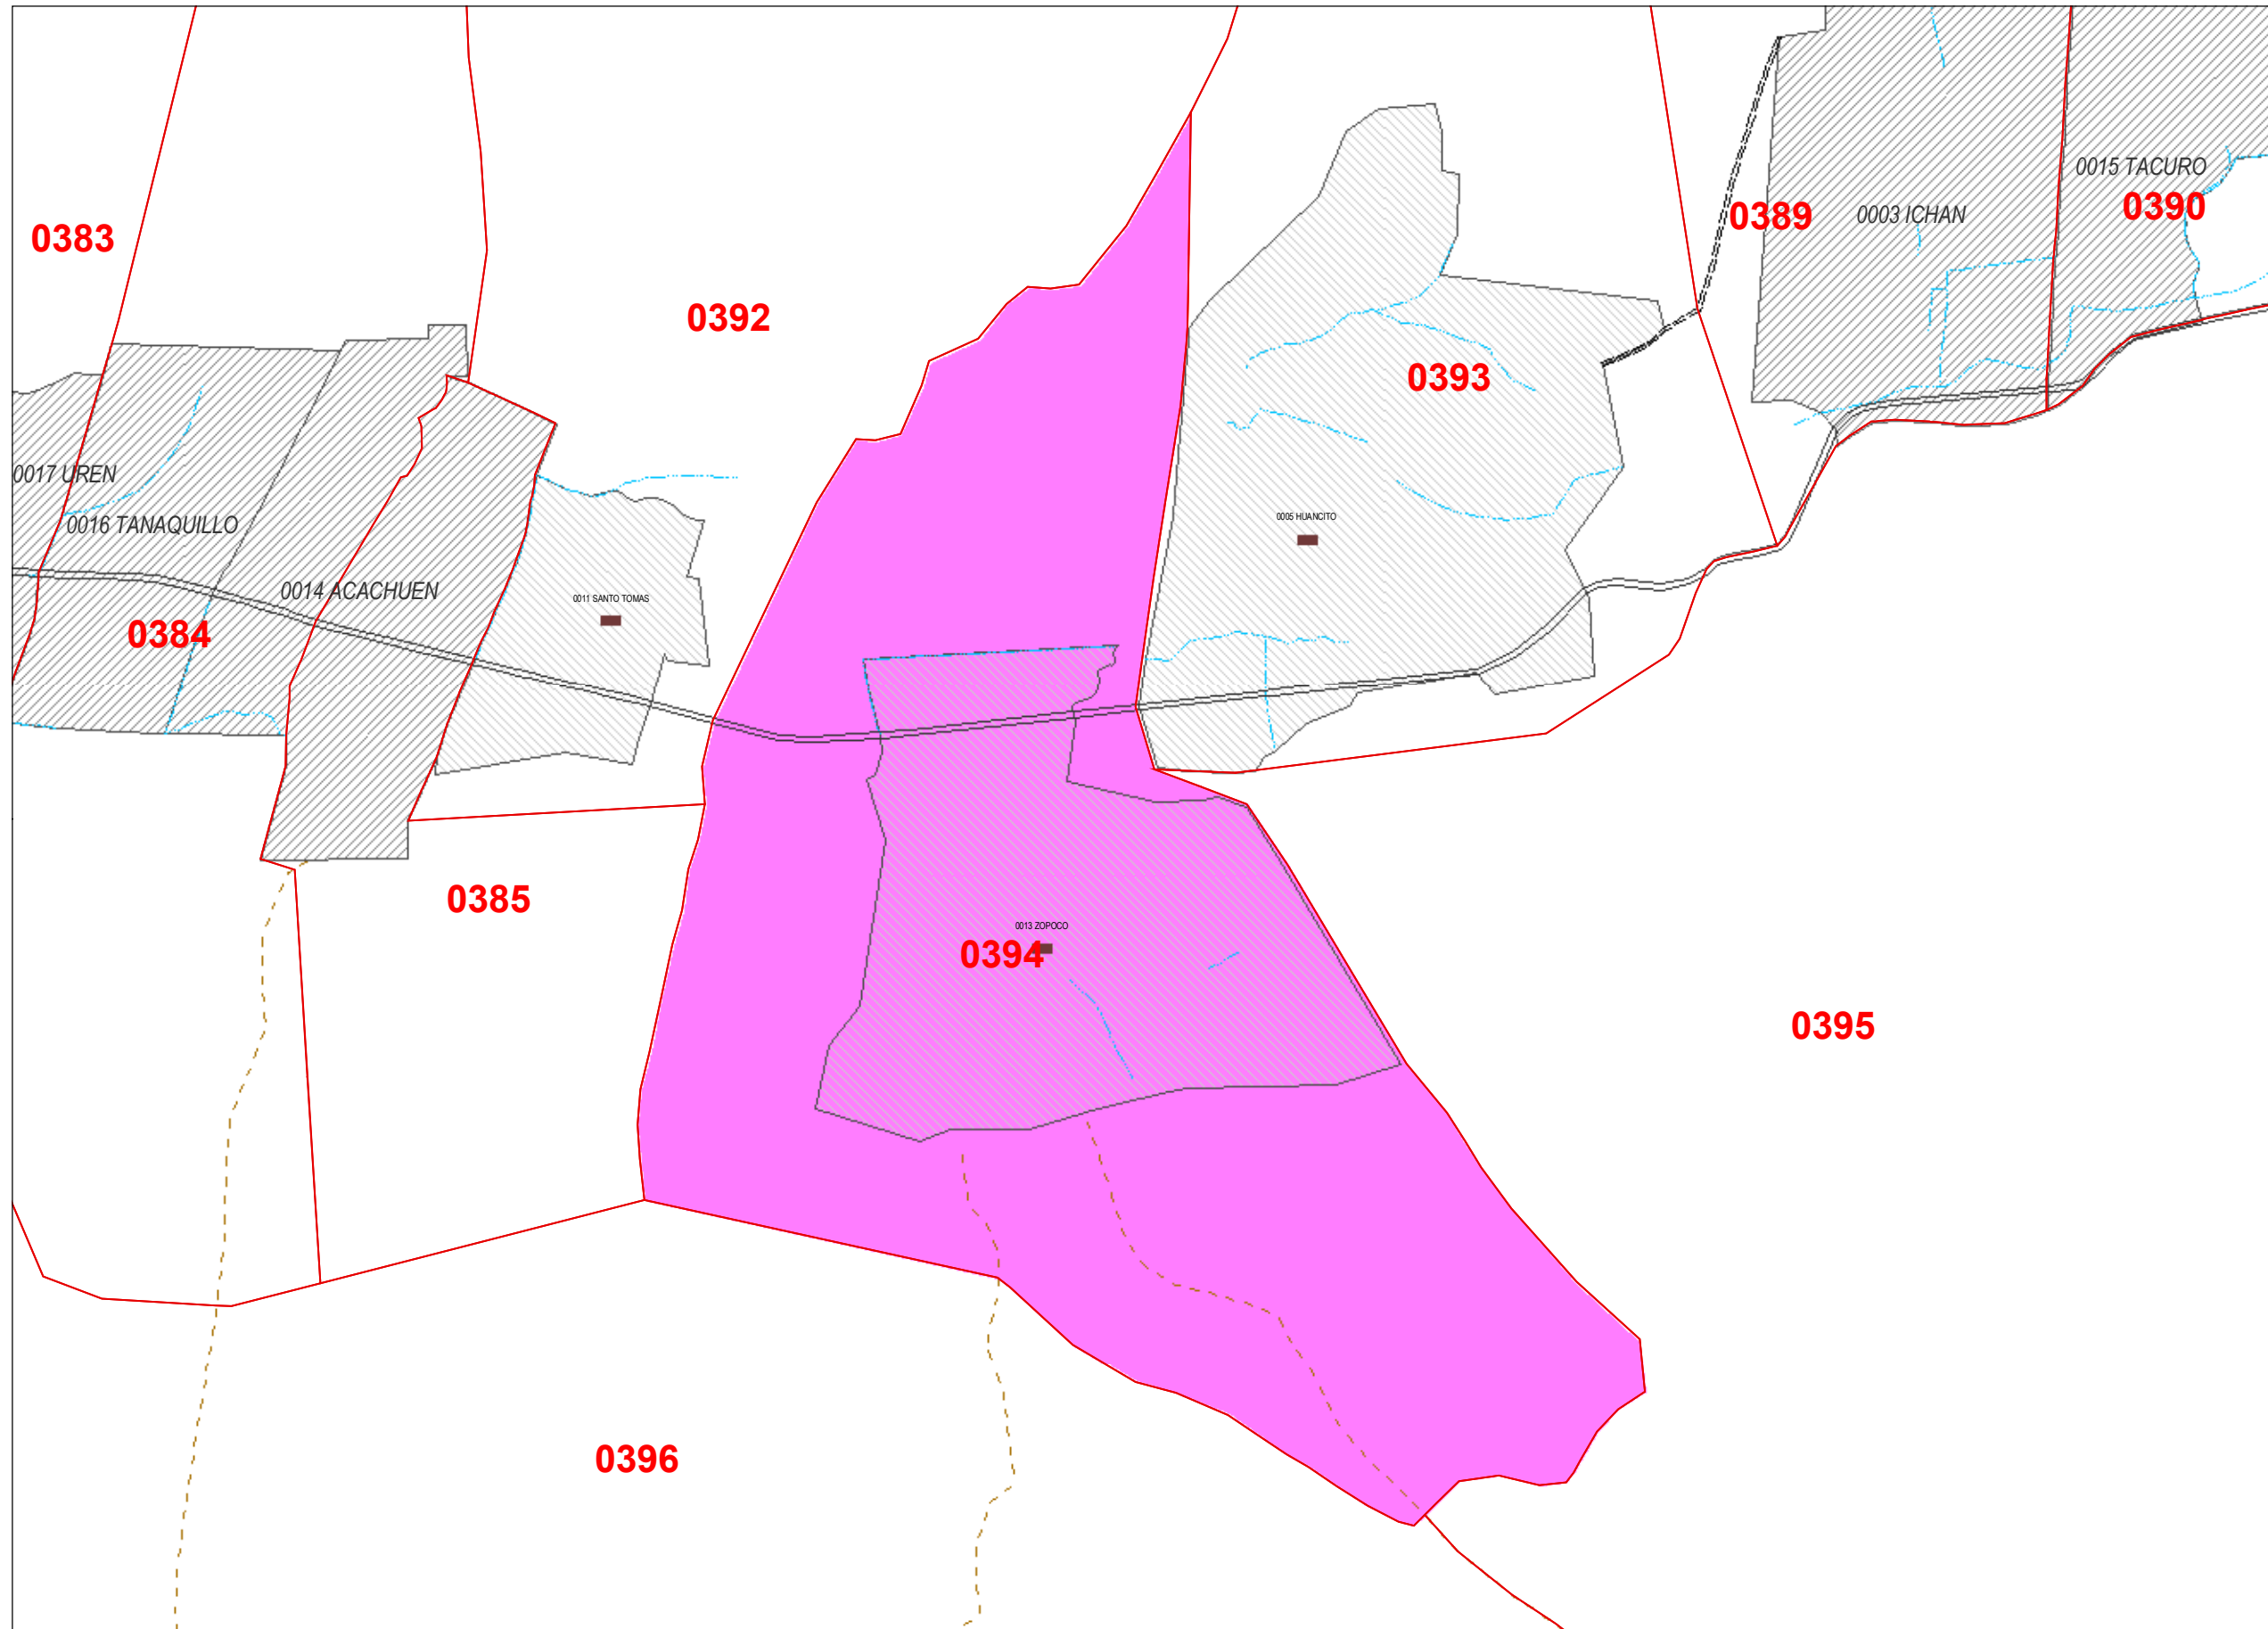 0015 TACURO
0390
0389
0003 ICHAN
0383
0392
0393
0017 UREN
0016 TANAQUILLO
0005 HUANCITO
0014 ACACHUEN
0011 SANTO TOMAS
0384
0385
0013 ZOPOCO
0394
0395
0396